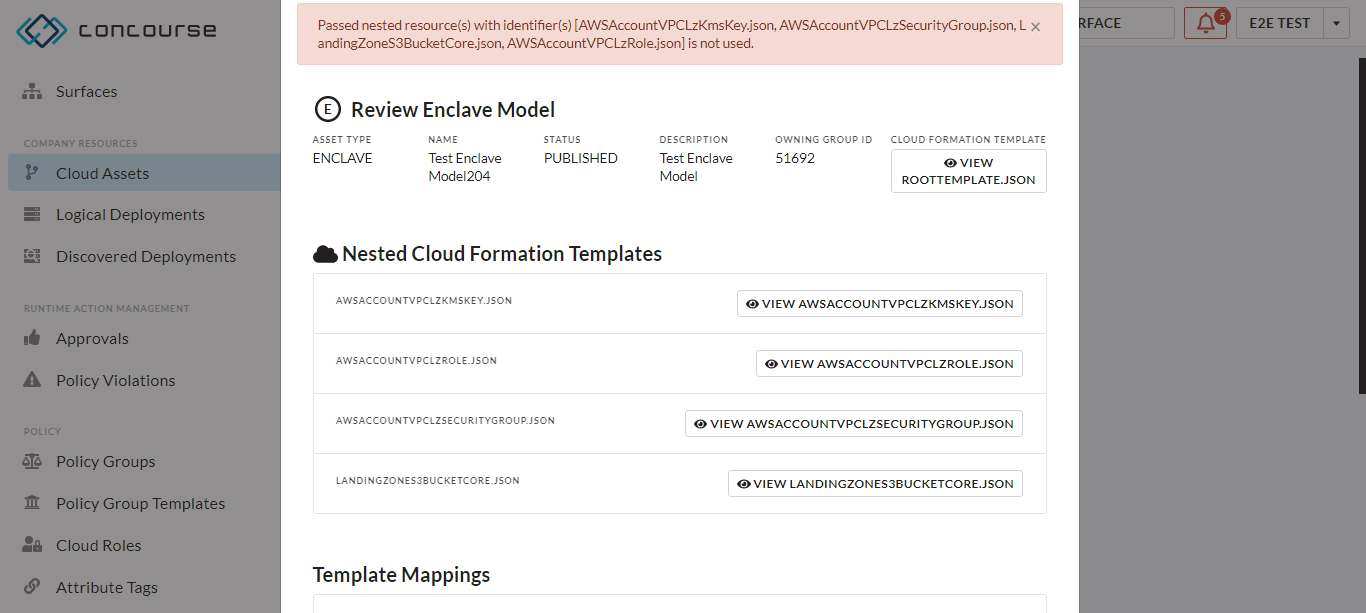 concourse
Surfaces
COMPANY RESOURCES
Cloud Assets
Logical Deployments
Discovered Deployments
RUNTIME ACTION MANAGEMENT
Approvals
Policy Violations
POLICY
Policy Groups
Policy Group Templates
Cloud Roles
Attribute Tags
Passed nested resource(s) with identifier(s) [AWSAccountVPCLzKmsKey.json, AWSAccountVPCLzSecurityGroup.json, L
andingZoneS3BucketCore.json, AWSAccountVPCLzRole.json] is not used.
×
RFACE
5
E2E TEST
E Review Enclave Model
ASSET TYPE
ENCLAVE
NAME
Test Enclave
Model204
STATUS
PUBLISHED
DESCRIPTION
Test Enclave
Model
OWNING GROUP ID
51692
CLOUD FORMATION TEMPLATE
VIEW
ROOTTEMPLATE.JSON
Nested Cloud Formation Templates
AWSACCOUNTVPCLZKMSKEY.JSON
VIEW AWSACCOUNTVPCLZKMSKEY.JSON
AWSACCOUNTVPCLZROLE.JSON
VIEW AWSACCOUNTVPCLZROLE.JSON
AWSACCOUNTVPCLZSECURITYGROUP.JSON
VIEW AWSACCOUNTVPCLZSECURITYGROUP.JSON
LANDINGZONES3BUCKETCORE.JSON
VIEW LANDINGZONES3BUCKETCORE.JSON
Template Mappings